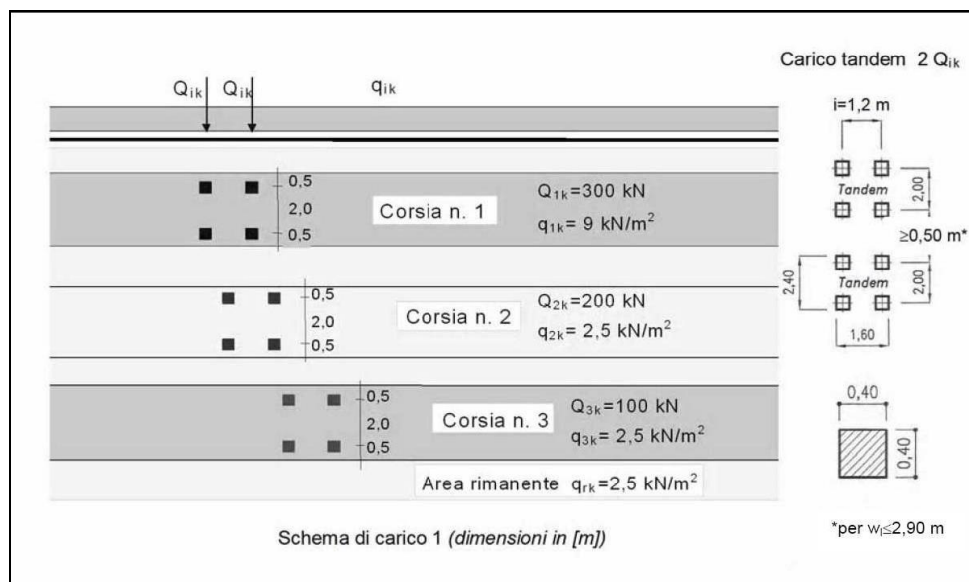 Carico tandem 2 Qik
Qik Qik qik
i=1,2 m
0,5
2,0
0,5
Corsia n. 1
Q1k=300 kN
q1k= 9 kN/m²
Tandem
2,00
≥0,50 m*
0,5
2,0
0,5
Corsia n. 2
Q2k=200 kN
q2k= 2,5 kN/m²
2,40
Tandem
2,00
1,60
0,5
2,0
0,5
Corsia n. 3
Q3k=100 kN
q3k= 2,5 kN/m²
0,40
0,40
Area rimanente qrk=2,5 kN/m²
Schema di carico 1 (dimensioni in [m])
*per wl≤2,90 m